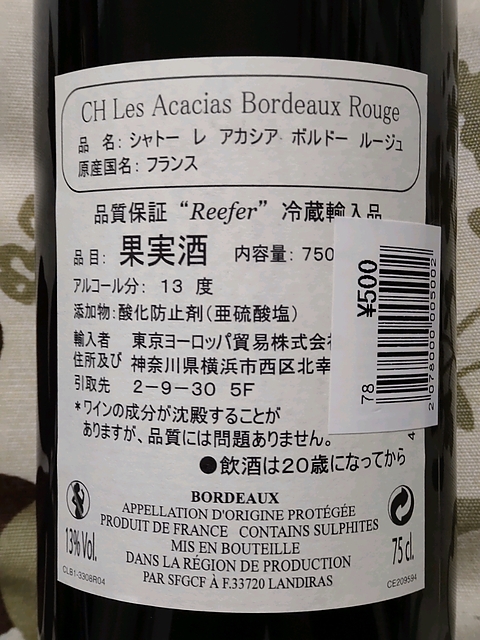 CH Les Acacias Bordeaux Rouge
品 名: シャトー レ アカシア ボルドー ルージュ
原産国名: フランス
品質保証 “Reefer” 冷蔵輸入品
品目: 果実酒 内容量: 750
アルコール分: 13 度
添加物: 酸化防止剤(亜硫酸塩)
輸入者 東京ヨーロッパ貿易株式会社
住所及び 神奈川県横浜市西区北幸
引取先 2-9-30 5F
*ワインの成分が沈殿することが
ありますが、品質には問題ありません。
●飲酒は20歳になってから
¥500
78
2078000005002
BORDEAUX
APPELLATION D'ORIGINE PROTÉGÉE
PRODUIT DE FRANCE CONTAINS SULPHITES
MIS EN BOUTEILLE
DANS LA RÉGION DE PRODUCTION
PAR SFGCF À F.33720 LANDIRAS
13% Vol.
75 cl.
CLB1-3308R04
CE209594